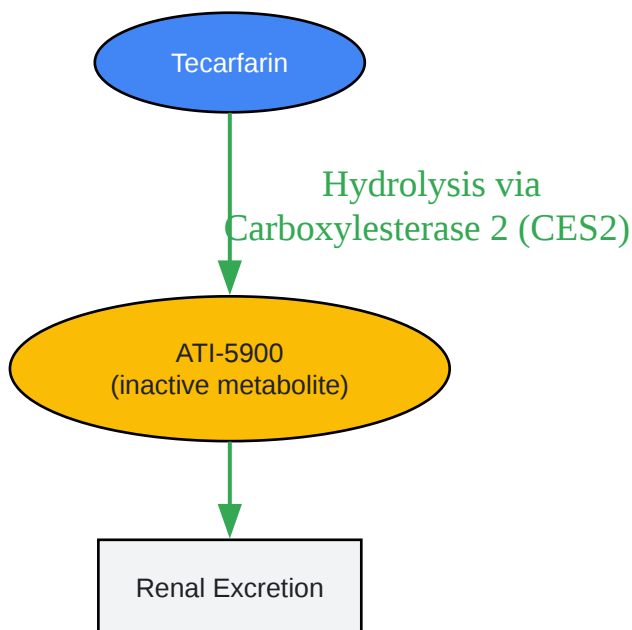 Tecarfarin
Hydrolysis via
Carboxylesterase 2 (CES2)
ATI-5900
(inactive metabolite)
Renal Excretion